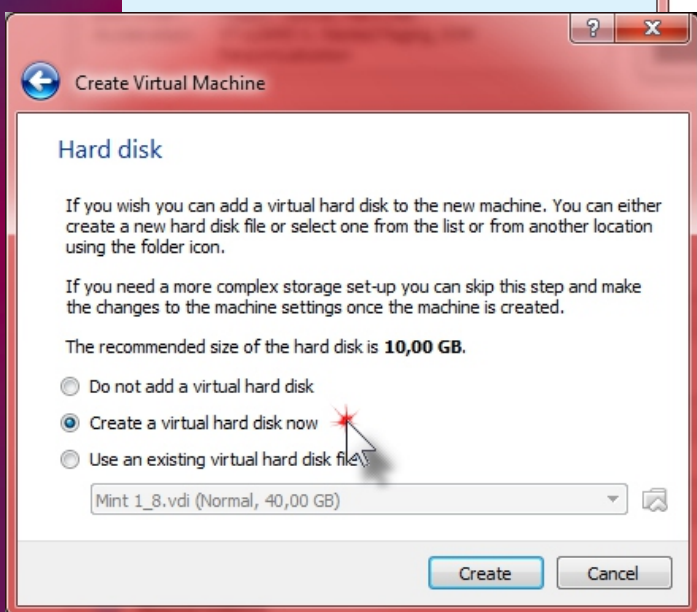 ?
X
Create Virtual Machine
Hard disk
If you wish you can add a virtual hard disk to the new machine. You can either
create a new hard disk file or select one from the list or from another location
using the folder icon.
If you need a more complex storage set-up you can skip this step and make
the changes to the machine settings once the machine is created.
The recommended size of the hard disk is 10,00 GB.
Do not add a virtual hard disk
Create a virtual hard disk now
Use an existing virtual hard disk file
Mint 1_8.vdi (Normal, 40,00 GB)
Create
Cancel